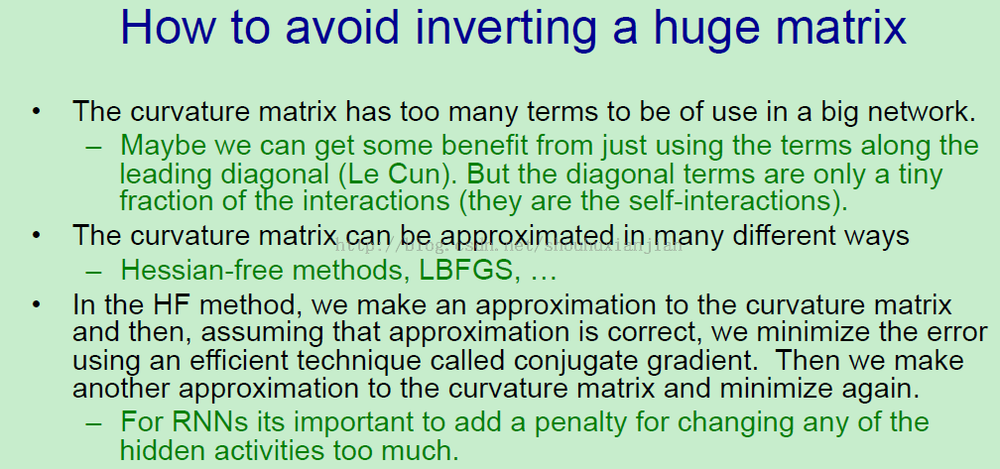 How to avoid inverting a huge matrix
• The curvature matrix has too many terms to be of use in a big network.
– Maybe we can get some benefit from just using the terms along the
leading diagonal (Le Cun). But the diagonal terms are only a tiny
fraction of the interactions (they are the self-interactions).
• The curvature matrix can be approximated in many different ways
http://blog.csdn.net/shouhuxianjian
– Hessian-free methods, LBFGS, …
• In the HF method, we make an approximation to the curvature matrix
and then, assuming that approximation is correct, we minimize the error
using an efficient technique called conjugate gradient.  Then we make
another approximation to the curvature matrix and minimize again.
– For RNNs its important to add a penalty for changing any of the
hidden activities too much.